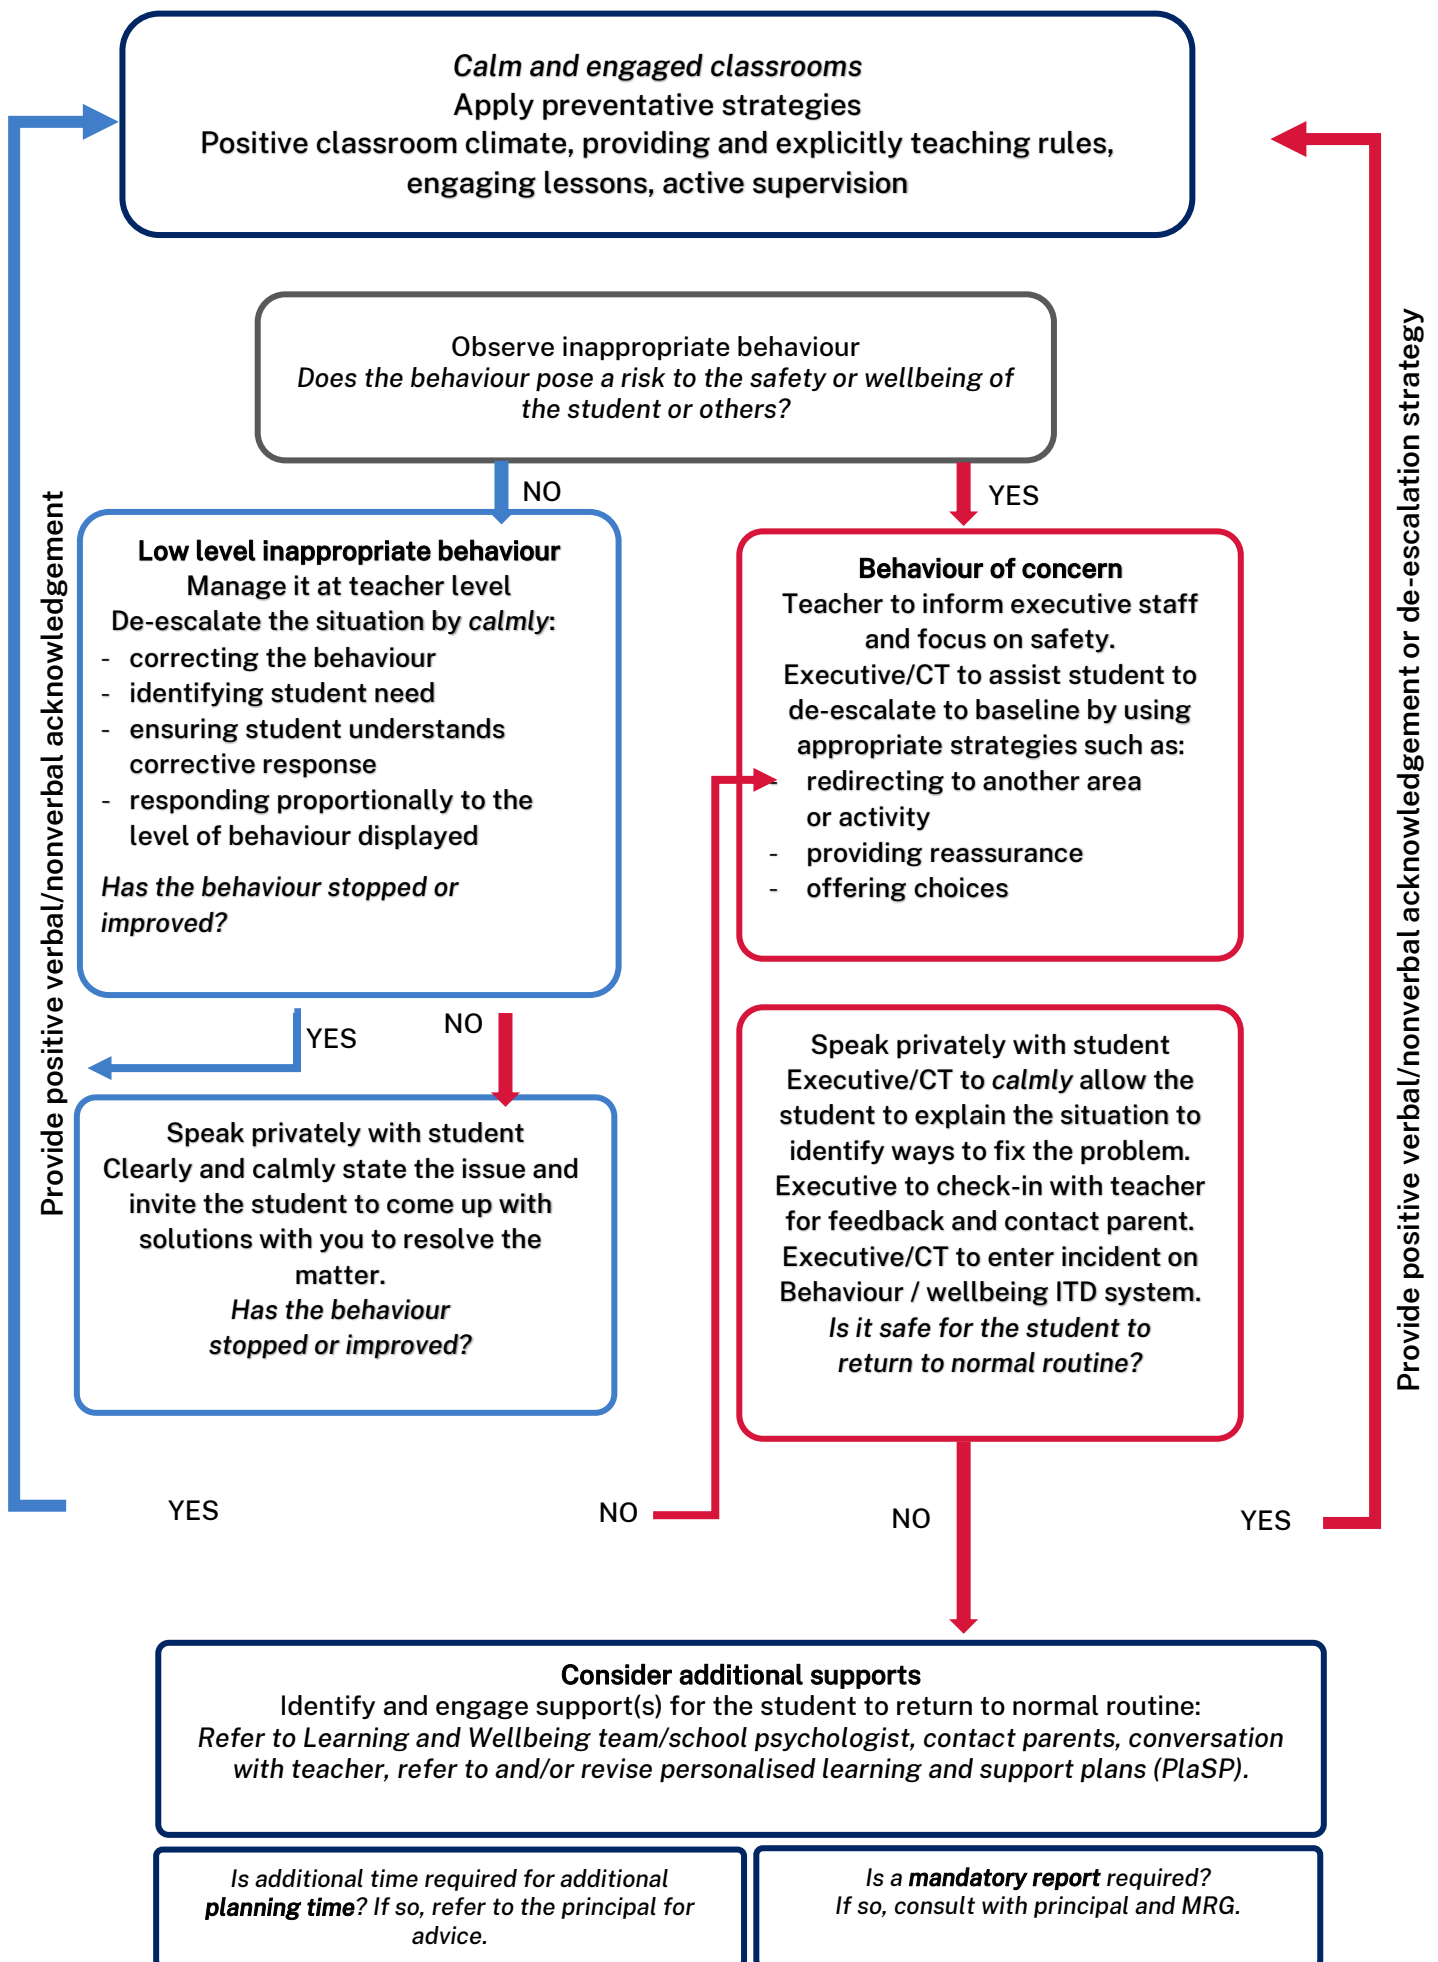 Calm and engaged classrooms
Apply preventative strategies
Positive classroom climate, providing and explicitly teaching rules,
engaging lessons, active supervision
Observe inappropriate behaviour
Does the behaviour pose a risk to the safety or wellbeing of
the student or others?
NO
YES
Low level inappropriate behaviour
Manage it at teacher level
De-escalate the situation by calmly:
- correcting the behaviour
- identifying student need
- ensuring student understands
corrective response
- responding proportionally to the
level of behaviour displayed
Has the behaviour stopped or
improved?
Behaviour of concern
Teacher to inform executive staff
and focus on safety.
Executive/CT to assist student to
de-escalate to baseline by using
appropriate strategies such as:
- redirecting to another area
or activity
- providing reassurance
- offering choices
YES
NO
Speak privately with student
Clearly and calmly state the issue and
invite the student to come up with
solutions with you to resolve the
matter.
Has the behaviour
stopped or improved?
Speak privately with student
Executive/CT to calmly allow the
student to explain the situation to
identify ways to fix the problem.
Executive to check-in with teacher
for feedback and contact parent.
Executive/CT to enter incident on
Behaviour / wellbeing ITD system.
Is it safe for the student to
return to normal routine?
YES
NO
NO
YES
Provide positive verbal/nonverbal acknowledgement
Provide positive verbal/nonverbal acknowledgement or de-escalation strategy
Consider additional supports
Identify and engage support(s) for the student to return to normal routine:
Refer to Learning and Wellbeing team/school psychologist, contact parents, conversation
with teacher, refer to and/or revise personalised learning and support plans (PlaSP).
Is additional time required for additional
planning time? If so, refer to the principal for
advice.
Is a mandatory report required?
If so, consult with principal and MRG.